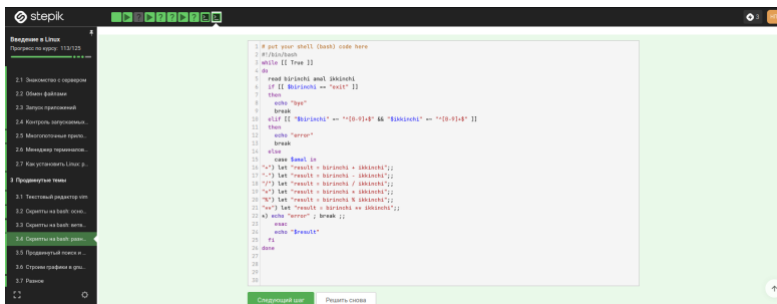 stepik
3
Введение в Linux
Прогресс по курсу: 113/125
2.1 Знакомство с сервером
2.2 Обмен файлами
2.3 Запуск приложений
2.4 Контроль запускаемых...
2.5 Многопоточные прило...
2.6 Менеджер терминалов...
2.7 Как установить Linux: р...
3 Продвинутые темы
3.1 Текстовый редактор vim
3.2 Скрипты на bash: осно...
3.3 Скрипты на bash: ветв...
3.4 Скрипты на bash: разн...
3.5 Продвинутый поиск и ...
3.6 Строим графики в gnu...
3.7 Разное
1 # put your shell (bash) code here
2 #!/bin/bash
3 while [[ True ]]
4 do
5 read birinchi amal ikkinchi
6 if [[ $birinchi == "exit" ]]
7 then
8 echo "bye"
9 break
10 elif [[ "$birinchi" =~ "^[0-9]+$" && "$ikkinchi" =~ "^[0-9]+$" ]]
11 then
12 echo "error"
13 break
14 else
15 case $amal in
16 "+") let "result = birinchi + ikkinchi";;
17 "-") let "result = birinchi - ikkinchi";;
18 "/") let "result = birinchi / ikkinchi";;
19 "*") let "result = birinchi * ikkinchi";;
20 "%") let "result = birinchi % ikkinchi";;
21 "**") let "result = birinchi ** ikkinchi";;
22 *) echo "error" ; break ;;
23 esac
24 echo "$result"
25 fi
26 done
27
28
29
30
Следующий шаг
Решить снова